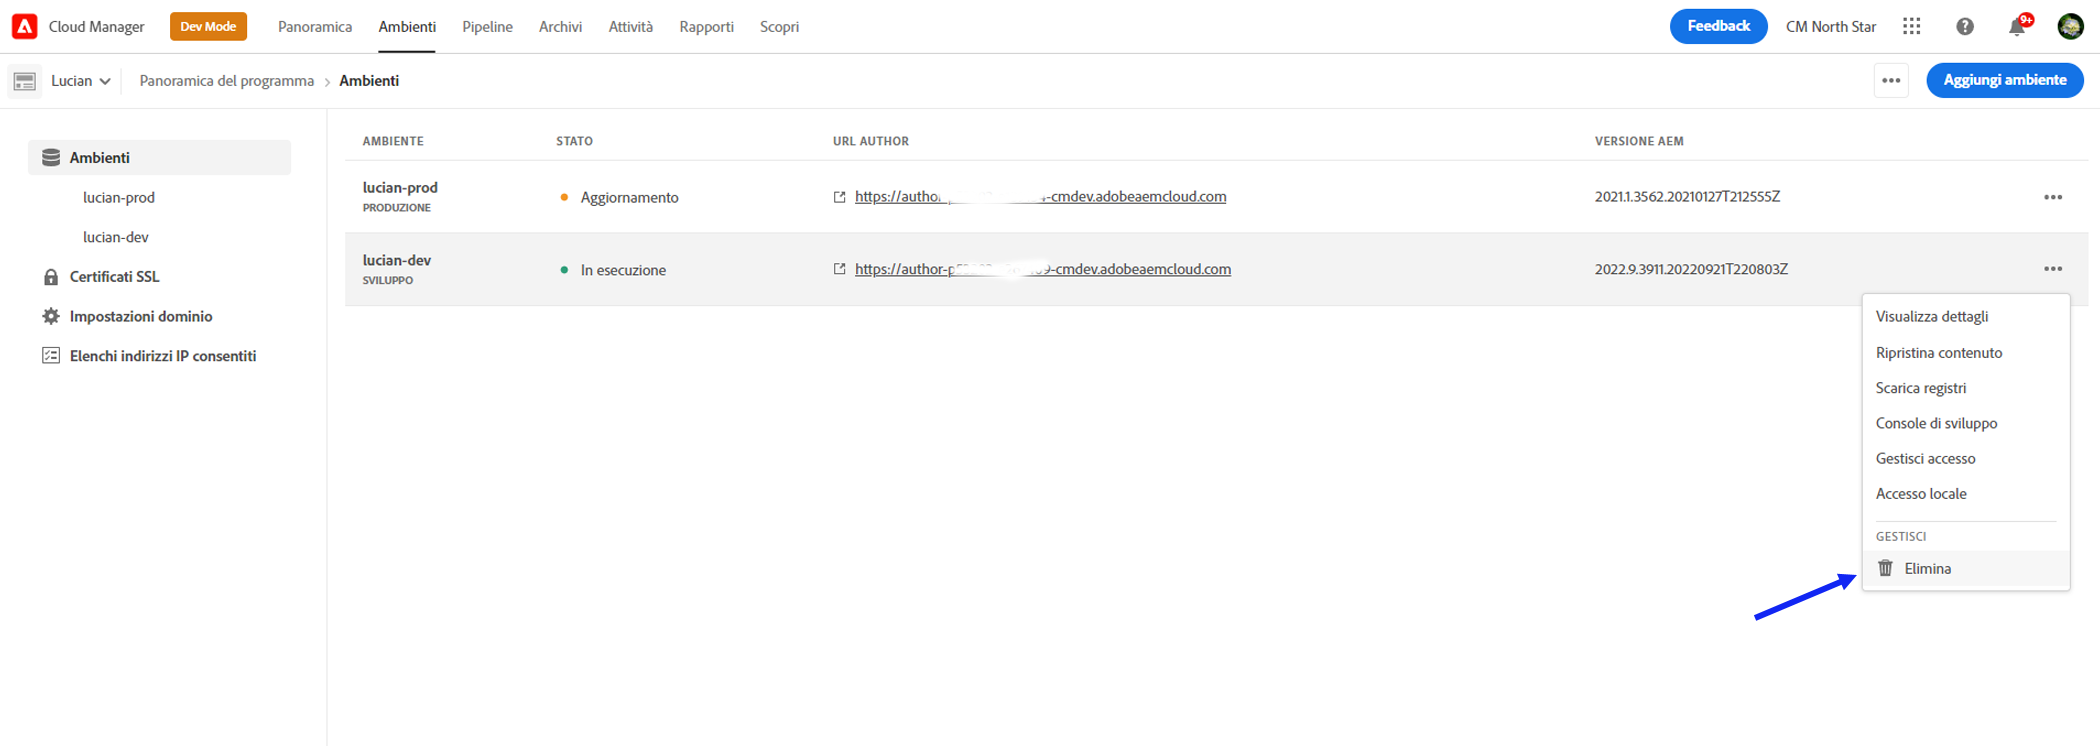 Cloud Manager Dev Mode Panoramica Ambienti Pipeline Archivi Attività Rapporti Scopri Feedback CM North Star 9+
Lucian Panoramica del programma › Ambienti ••• Aggiungi ambiente
Ambienti
lucian-prod
lucian-dev
Certificati SSL
Impostazioni dominio
Elenchi indirizzi IP consentiti
AMBIENTE STATO URL AUTHOR VERSIONE AEM
lucian-prod
PRODUZIONE
Aggiornamento
https://author -cmdev.adobeaemcloud.com
2021.1.3562.20210127T212555Z
lucian-dev
SVILUPPO
In esecuzione
https://author-p -cmdev.adobeaemcloud.com
2022.9.3911.20220921T220803Z
Visualizza dettagli
Ripristina contenuto
Scarica registri
Console di sviluppo
Gestisci accesso
Accesso locale
GESTISCI
Elimina